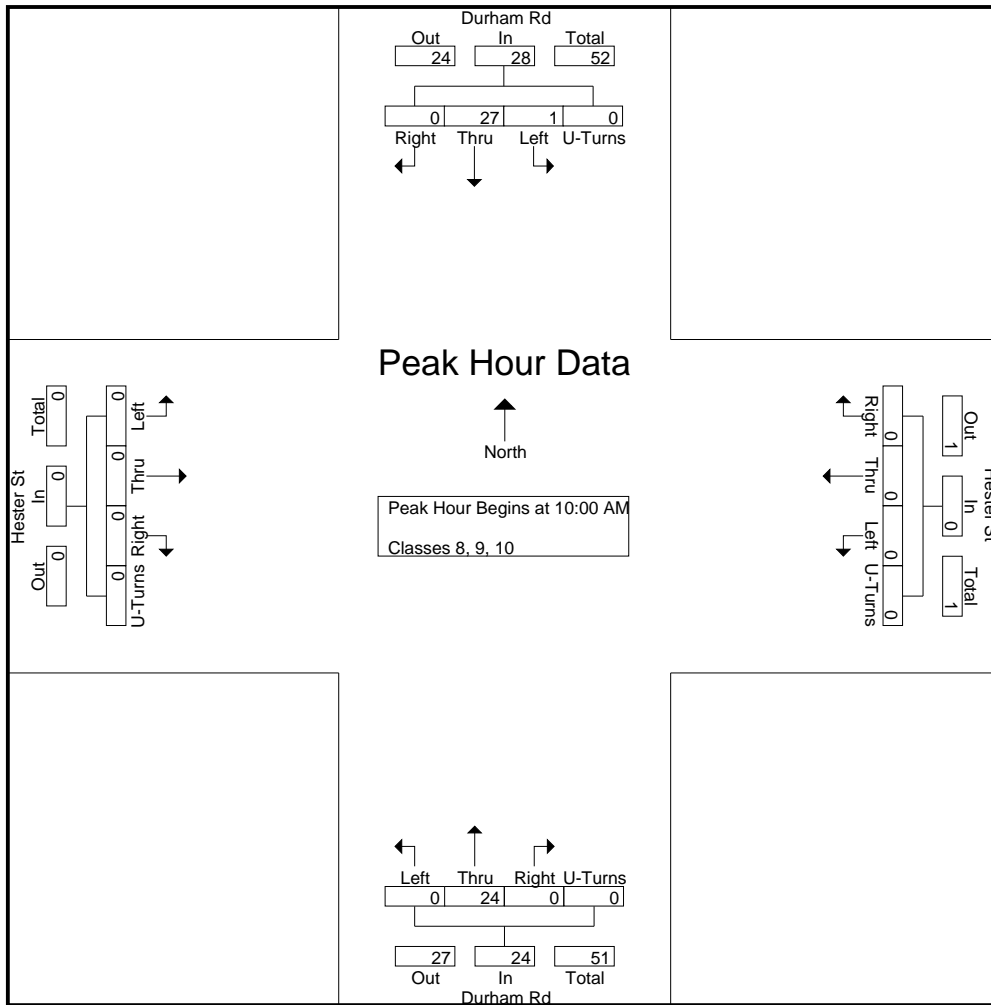 Durham Rd
Out In Total
24 28 52
0 27 1 0
Right Thru Left U-Turns
Peak Hour Data
North
Peak Hour Begins at 10:00 AM
Classes 8, 9, 10
Hester St
Total In Out
0 0 0
0 0 0 0
Left Thru Right U-Turns
Right Thru Left U-Turns
0 0 0 0
1 0 1
Out In Total
Hester St
Left Thru Right U-Turns
0 24 0 0
27 24 51
Out In Total
Durham Rd